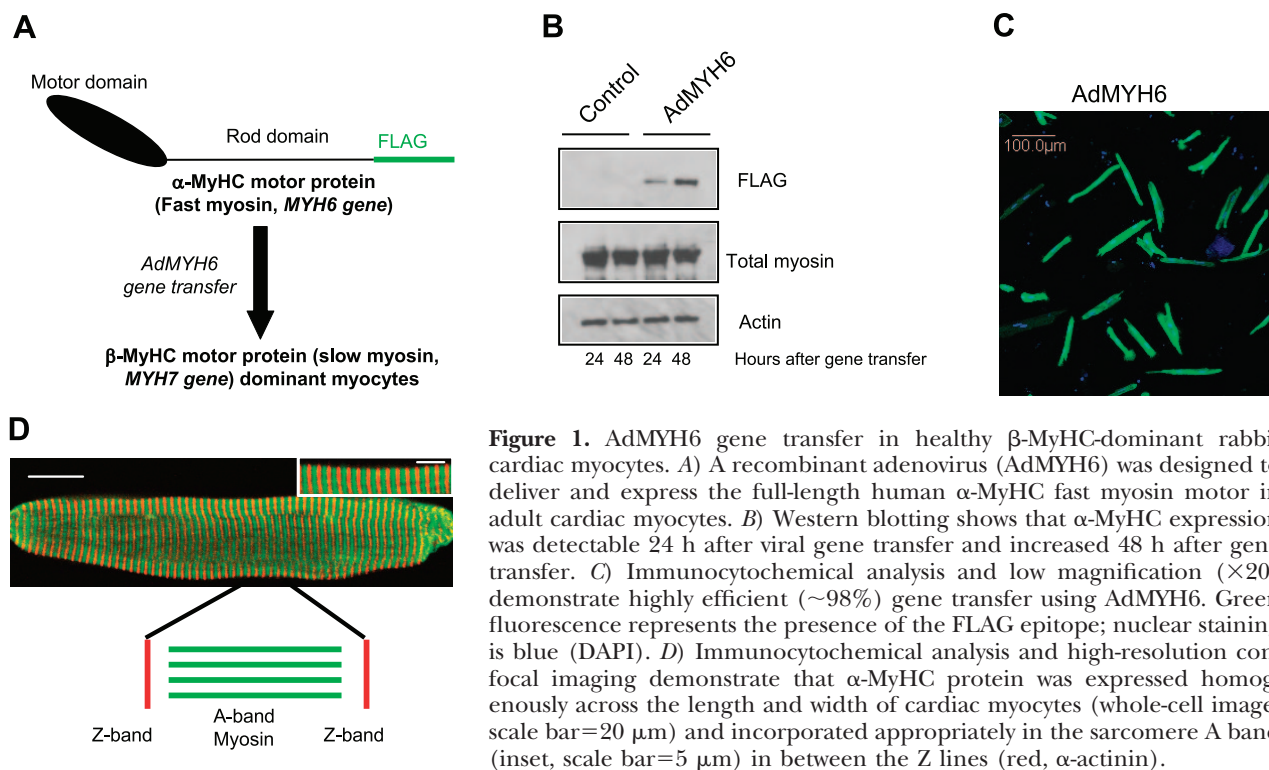 A
Motor domain
Rod domain
FLAG
α-MyHC motor protein
(Fast myosin, MYH6 gene)
AdMYH6
gene transfer
β-MyHC motor protein (slow myosin,
MYH7 gene) dominant myocytes
B
Control
AdMYH6
FLAG
Total myosin
Actin
24 48 24 48 Hours after gene transfer
C
AdMYH6
100.0µm
D
Z-band
A-band
Myosin
Z-band
Figure 1. AdMYH6 gene transfer in healthy β-MyHC-dominant rabbi
cardiac myocytes. A) A recombinant adenovirus (AdMYH6) was designed t
deliver and express the full-length human α-MyHC fast myosin motor i
adult cardiac myocytes. B) Western blotting shows that α-MyHC expression
was detectable 24 h after viral gene transfer and increased 48 h after gen
transfer. C) Immunocytochemical analysis and low magnification (×20
demonstrate highly efficient (~98%) gene transfer using AdMYH6. Green
fluorescence represents the presence of the FLAG epitope; nuclear stainin
is blue (DAPI). D) Immunocytochemical analysis and high-resolution con
focal imaging demonstrate that α-MyHC protein was expressed homog
enously across the length and width of cardiac myocytes (whole-cell image
scale bar=20 µm) and incorporated appropriately in the sarcomere A band
(inset, scale bar=5 µm) in between the Z lines (red, α-actinin).